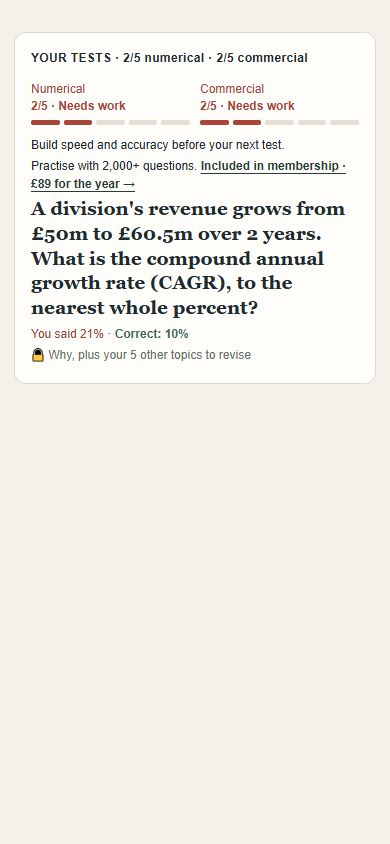 YOUR TESTS · 2/5 numerical · 2/5 commercial
Numerical
2/5 · Needs work
Commercial
2/5 · Needs work
Build speed and accuracy before your next test.
Practise with 2,000+ questions. Included in membership ·
£89 for the year →
A division's revenue grows from
£50m to £60.5m over 2 years.
What is the compound annual
growth rate (CAGR), to the
nearest whole percent?
You said 21% · Correct: 10%
🔒 Why, plus your 5 other topics to revise